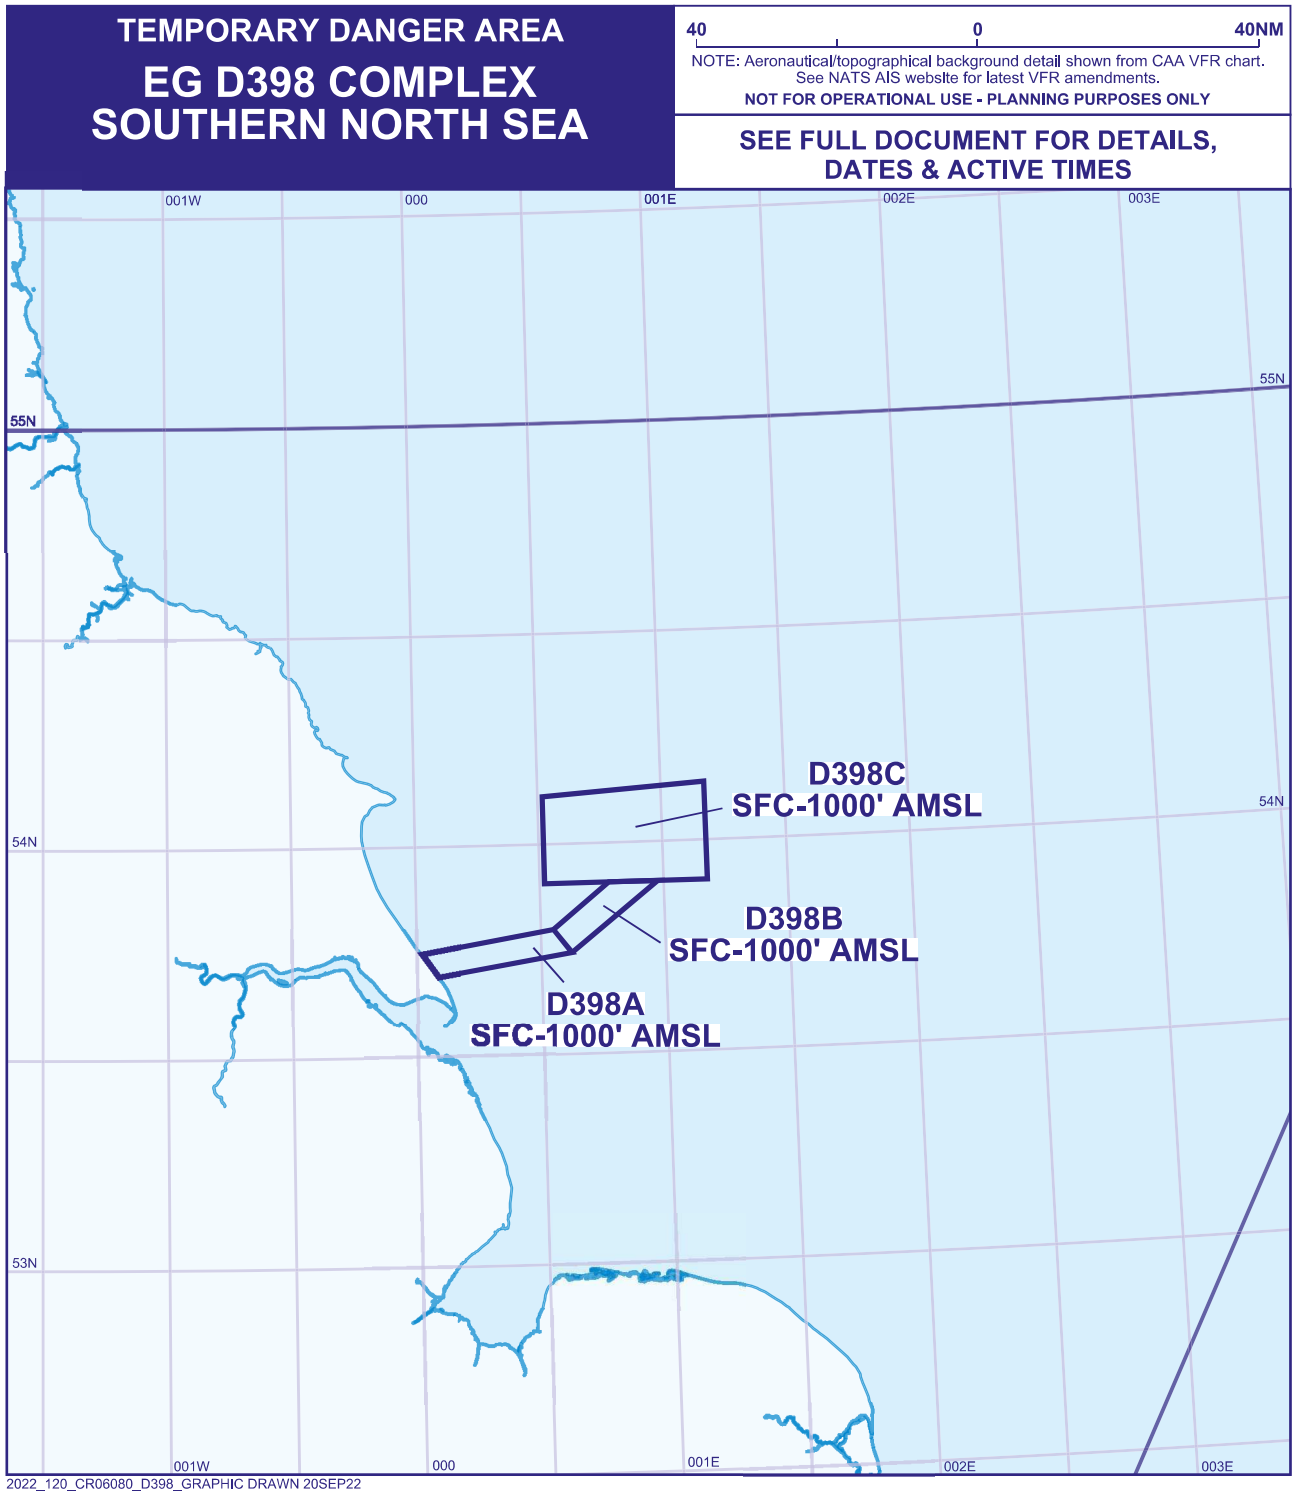 TEMPORARY DANGER AREA
EG D398 COMPLEX
SOUTHERN NORTH SEA
40 0 40NM
NOTE: Aeronautical/topographical background detail shown from CAA VFR chart.
See NATS AIS website for latest VFR amendments.
NOT FOR OPERATIONAL USE - PLANNING PURPOSES ONLY
SEE FULL DOCUMENT FOR DETAILS,
DATES & ACTIVE TIMES
001W 000 001E 002E 003E
55N
55N
D398C
SFC-1000' AMSL
54N
54N
D398B
SFC-1000' AMSL
D398A
SFC-1000' AMSL
53N
001W 000 001E 002E 003E
2022_120_CR06080_D398_GRAPHIC DRAWN 20SEP22